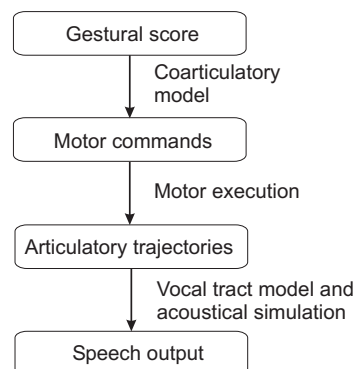 Gestural score
Coarticulatory
model
Motor commands
Motor execution
Articulatory trajectories
Vocal tract model and
acoustical simulation
Speech output